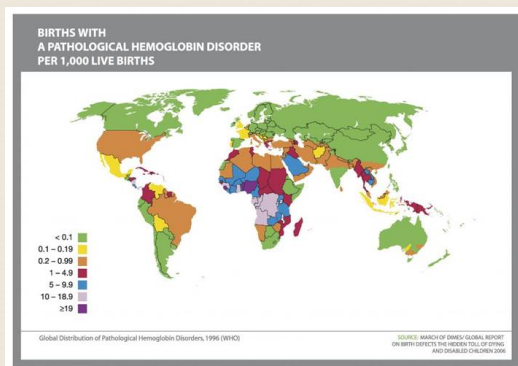 BIRTHS WITH
A PATHOLOGICAL HEMOGLOBIN DISORDER
PER 1,000 LIVE BIRTHS
< 0.1
0.1 – 0.19
0.2 – 0.99
1 – 4.9
5 – 9.9
10 – 18.9
≥19
Global Distribution of Pathological Hemoglobin Disorders, 1996 (WHO)
SOURCE: MARCH OF DIMES/ GLOBAL REPORT
ON BIRTH DEFECTS THE HIDDEN TOLL OF DYING
AND DISABLED CHILDREN 2006